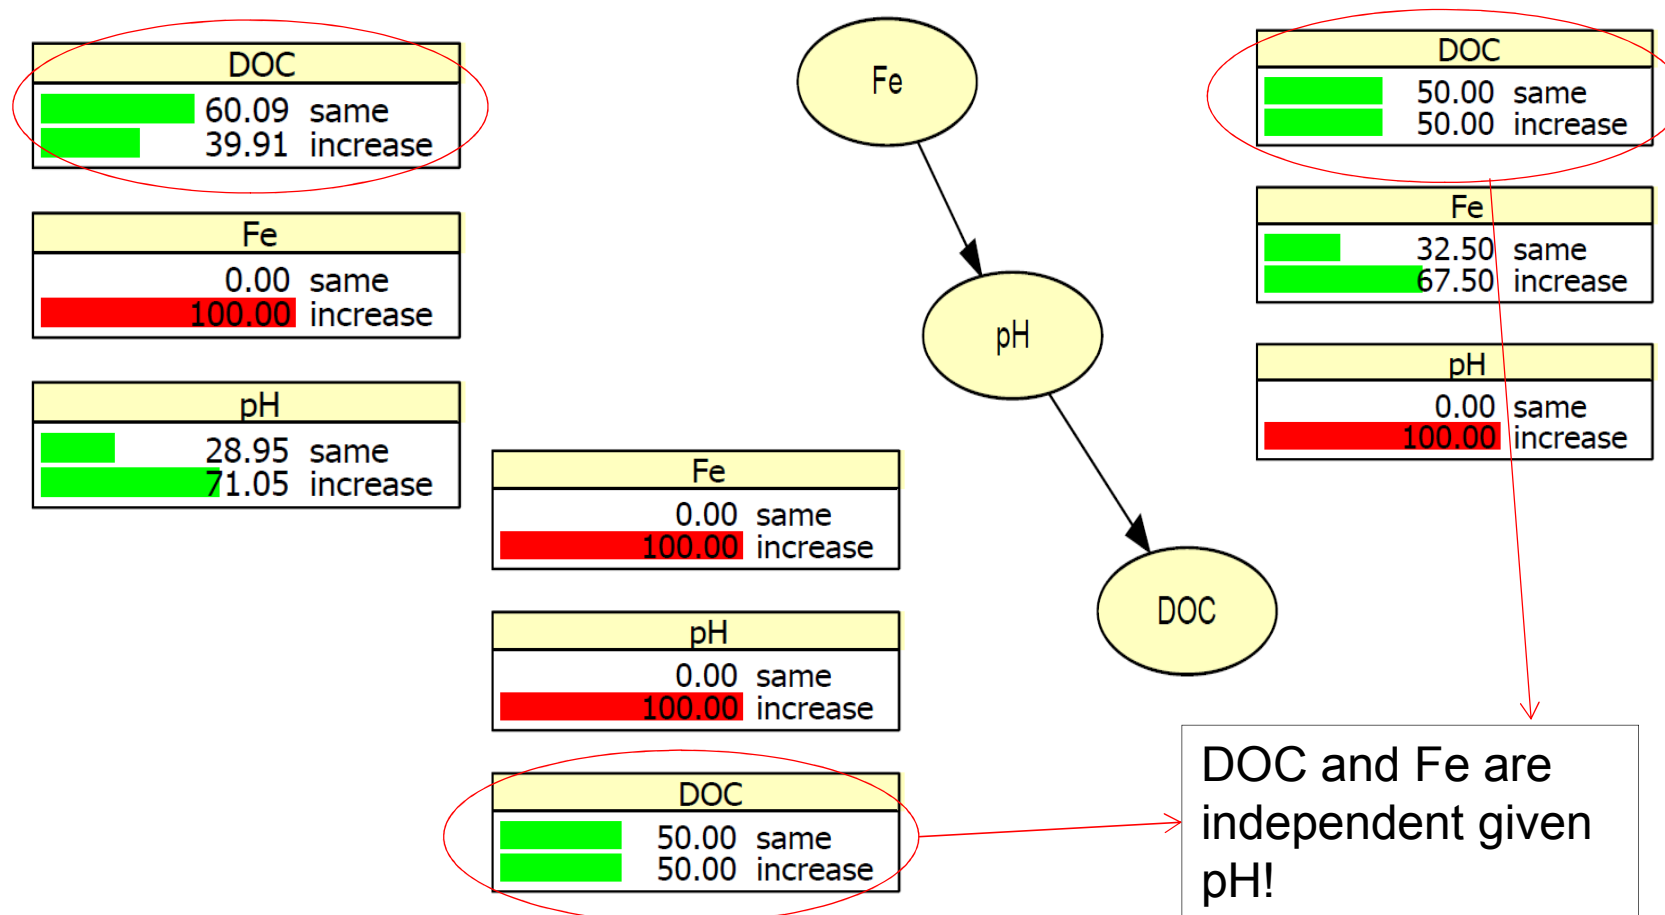 DOC
60.09 same
39.91 increase
Fe
0.00 same
100.00 increase
pH
28.95 same
71.05 increase
Fe
0.00 same
100.00 increase
pH
0.00 same
100.00 increase
DOC
50.00 same
50.00 increase
Fe
pH
DOC
DOC
50.00 same
50.00 increase
Fe
32.50 same
67.50 increase
pH
0.00 same
100.00 increase
DOC and Fe are
independent given
pH!